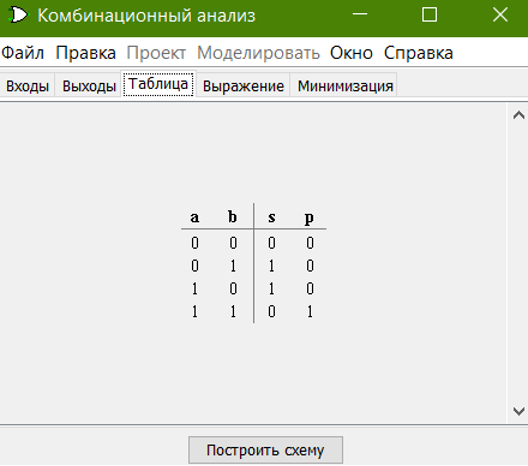 Комбинационный анализ
Файл Правка Проект Моделировать Окно Справка
Входы Выходы Таблица Выражение Минимизация
a b s p
0 0 0 0
0 1 1 0
1 0 1 0
1 1 0 1
Построить схему